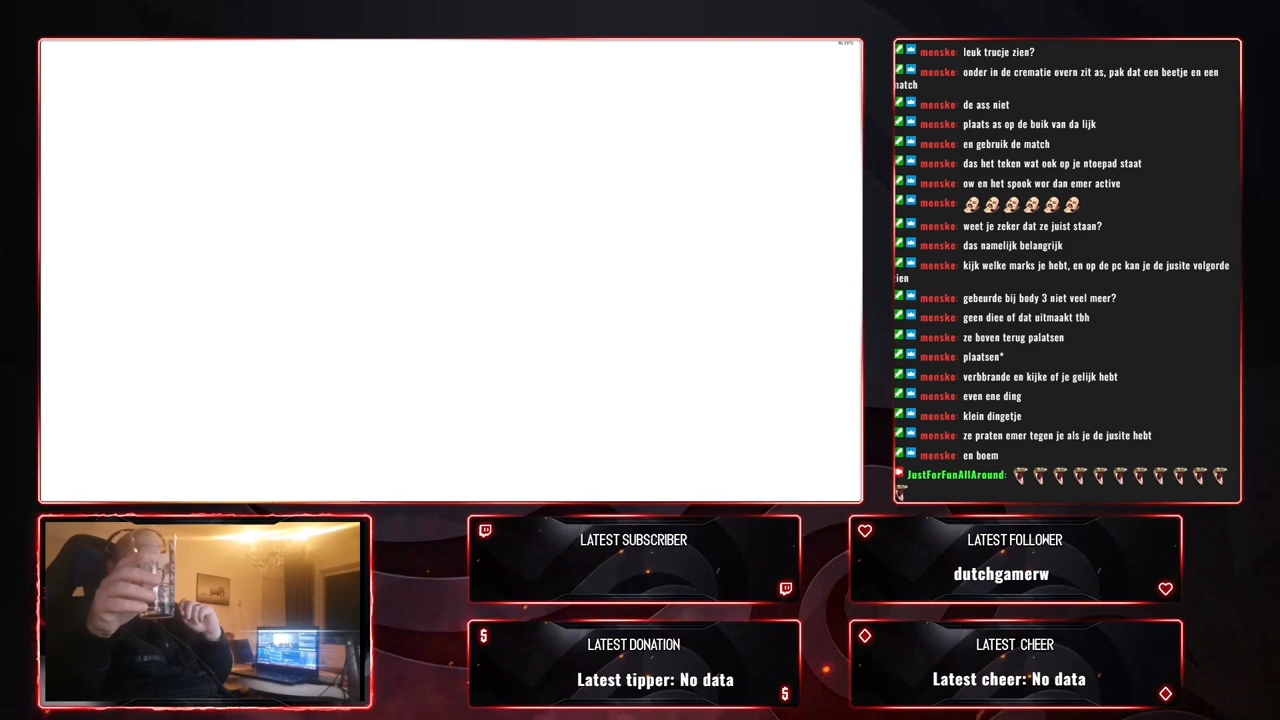 menske: leuk trucje zien?
menske: onder in de crematie overn zit as, pak dat een beetje en een
match
menske: de ass niet
menske: plaats as op de buik van da lijk
menske: en gebruik de match
menske: das het teken wat ook op je ntoepad staat
menske: ow en het spook wor dan emer active
menske:
menske: weet je zeker dat ze juist staan?
menske: das namelijk belangrijk
menske: kijk welke marks je hebt, en op de pc kan je de jusite volgorde
zien
menske: gebeurde bij body 3 niet veel meer?
menske: geen diee of dat uitmaakt tbh
menske: ze boven terug palatsen
menske: plaatsen*
menske: verbbrande en kijke of je gelijk hebt
menske: even ene ding
menske: klein dingetje
menske: ze praten emer tegen je als je de jusite hebt
menske: en boem
JustForFunAllAround:
LATEST SUBSCRIBER
LATEST FOLLOWER
dutchgamerw
LATEST DONATION
Latest tipper: No data
LATEST CHEER
Latest cheer: No data